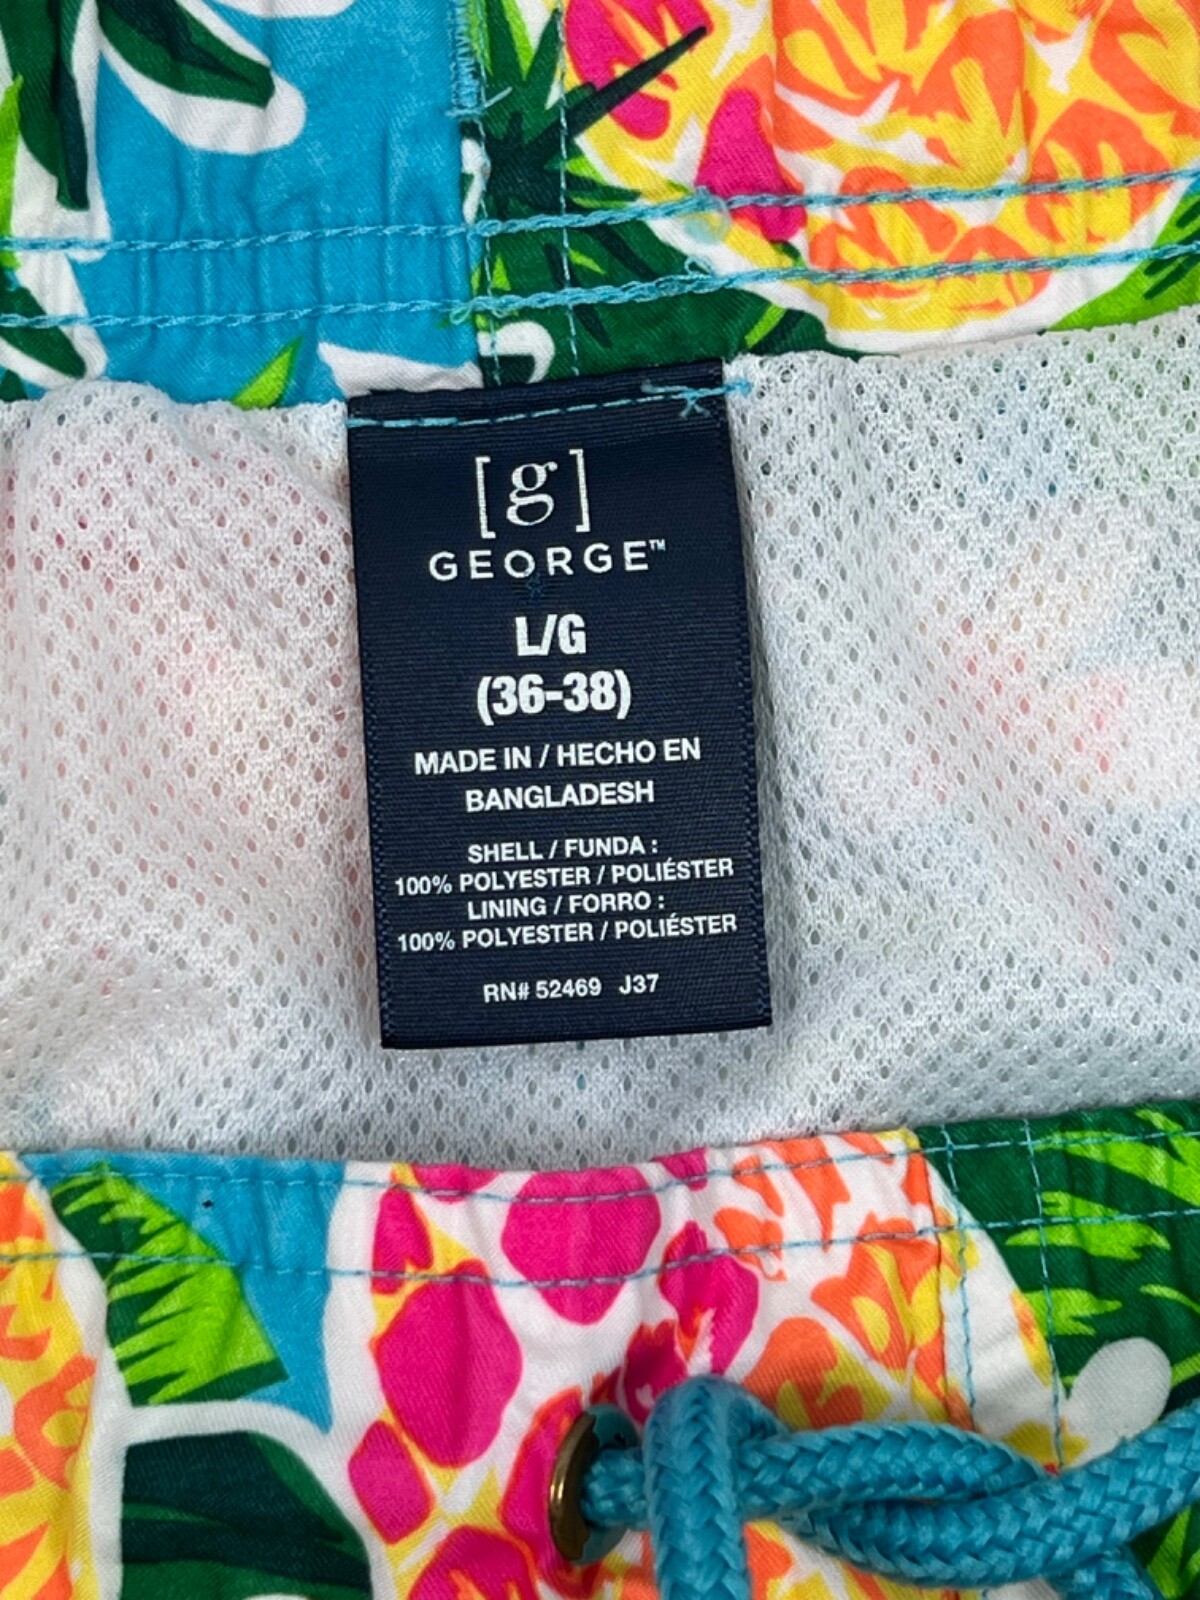 [g]
GEORGE™
L/G
(36-38)
MADE IN / HECHO EN
BANGLADESH
SHELL / FUNDA :
100% POLYESTER / POLIÉSTER
LINING / FORRO :
100% POLYESTER / POLIÉSTER
RN# 52469 J37